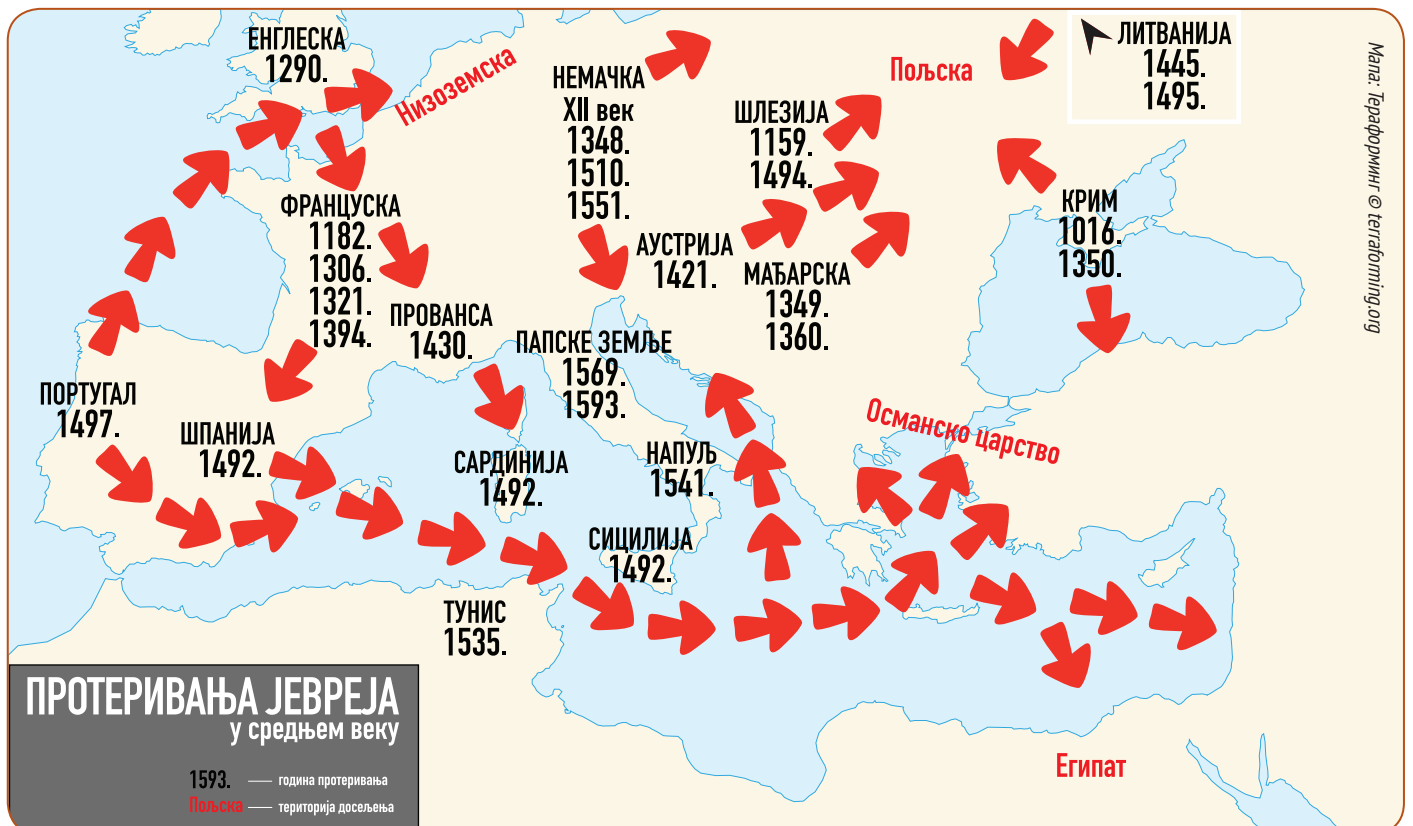 ЕНГЛЕСКА
1290.
Низоземска
НЕМАЧКА
XII век
1348.
1510.
1551.
Пољска
ЛИТВАНИЈА
1445.
1495.
ШЛЕЗИЈА
1159.
1494.
Мапа: Тераформинг © terraforming.org
ФРАНЦУСКА
1182.
1306.
1321.
1394.
КРИМ
1016.
1350.
АУСТРИЈА
1421.
МАЂАРСКА
1349.
1360.
ПРОВАНСА
1430.
ПАПСКЕ ЗЕМЉЕ
1569.
1593.
ПОРТУГАЛ
1497.
ШПАНИЈА
1492.
Османско царство
САРДИНИЈА
1492.
НАПУЉ
1541.
СИЦИЛИЈА
1492.
ТУНИС
1535.
Египат
ПРОТЕРИВАЊА ЈЕВРЕЈА
у средњем веку
1593. — година протеривања
Пољска — територија досељења